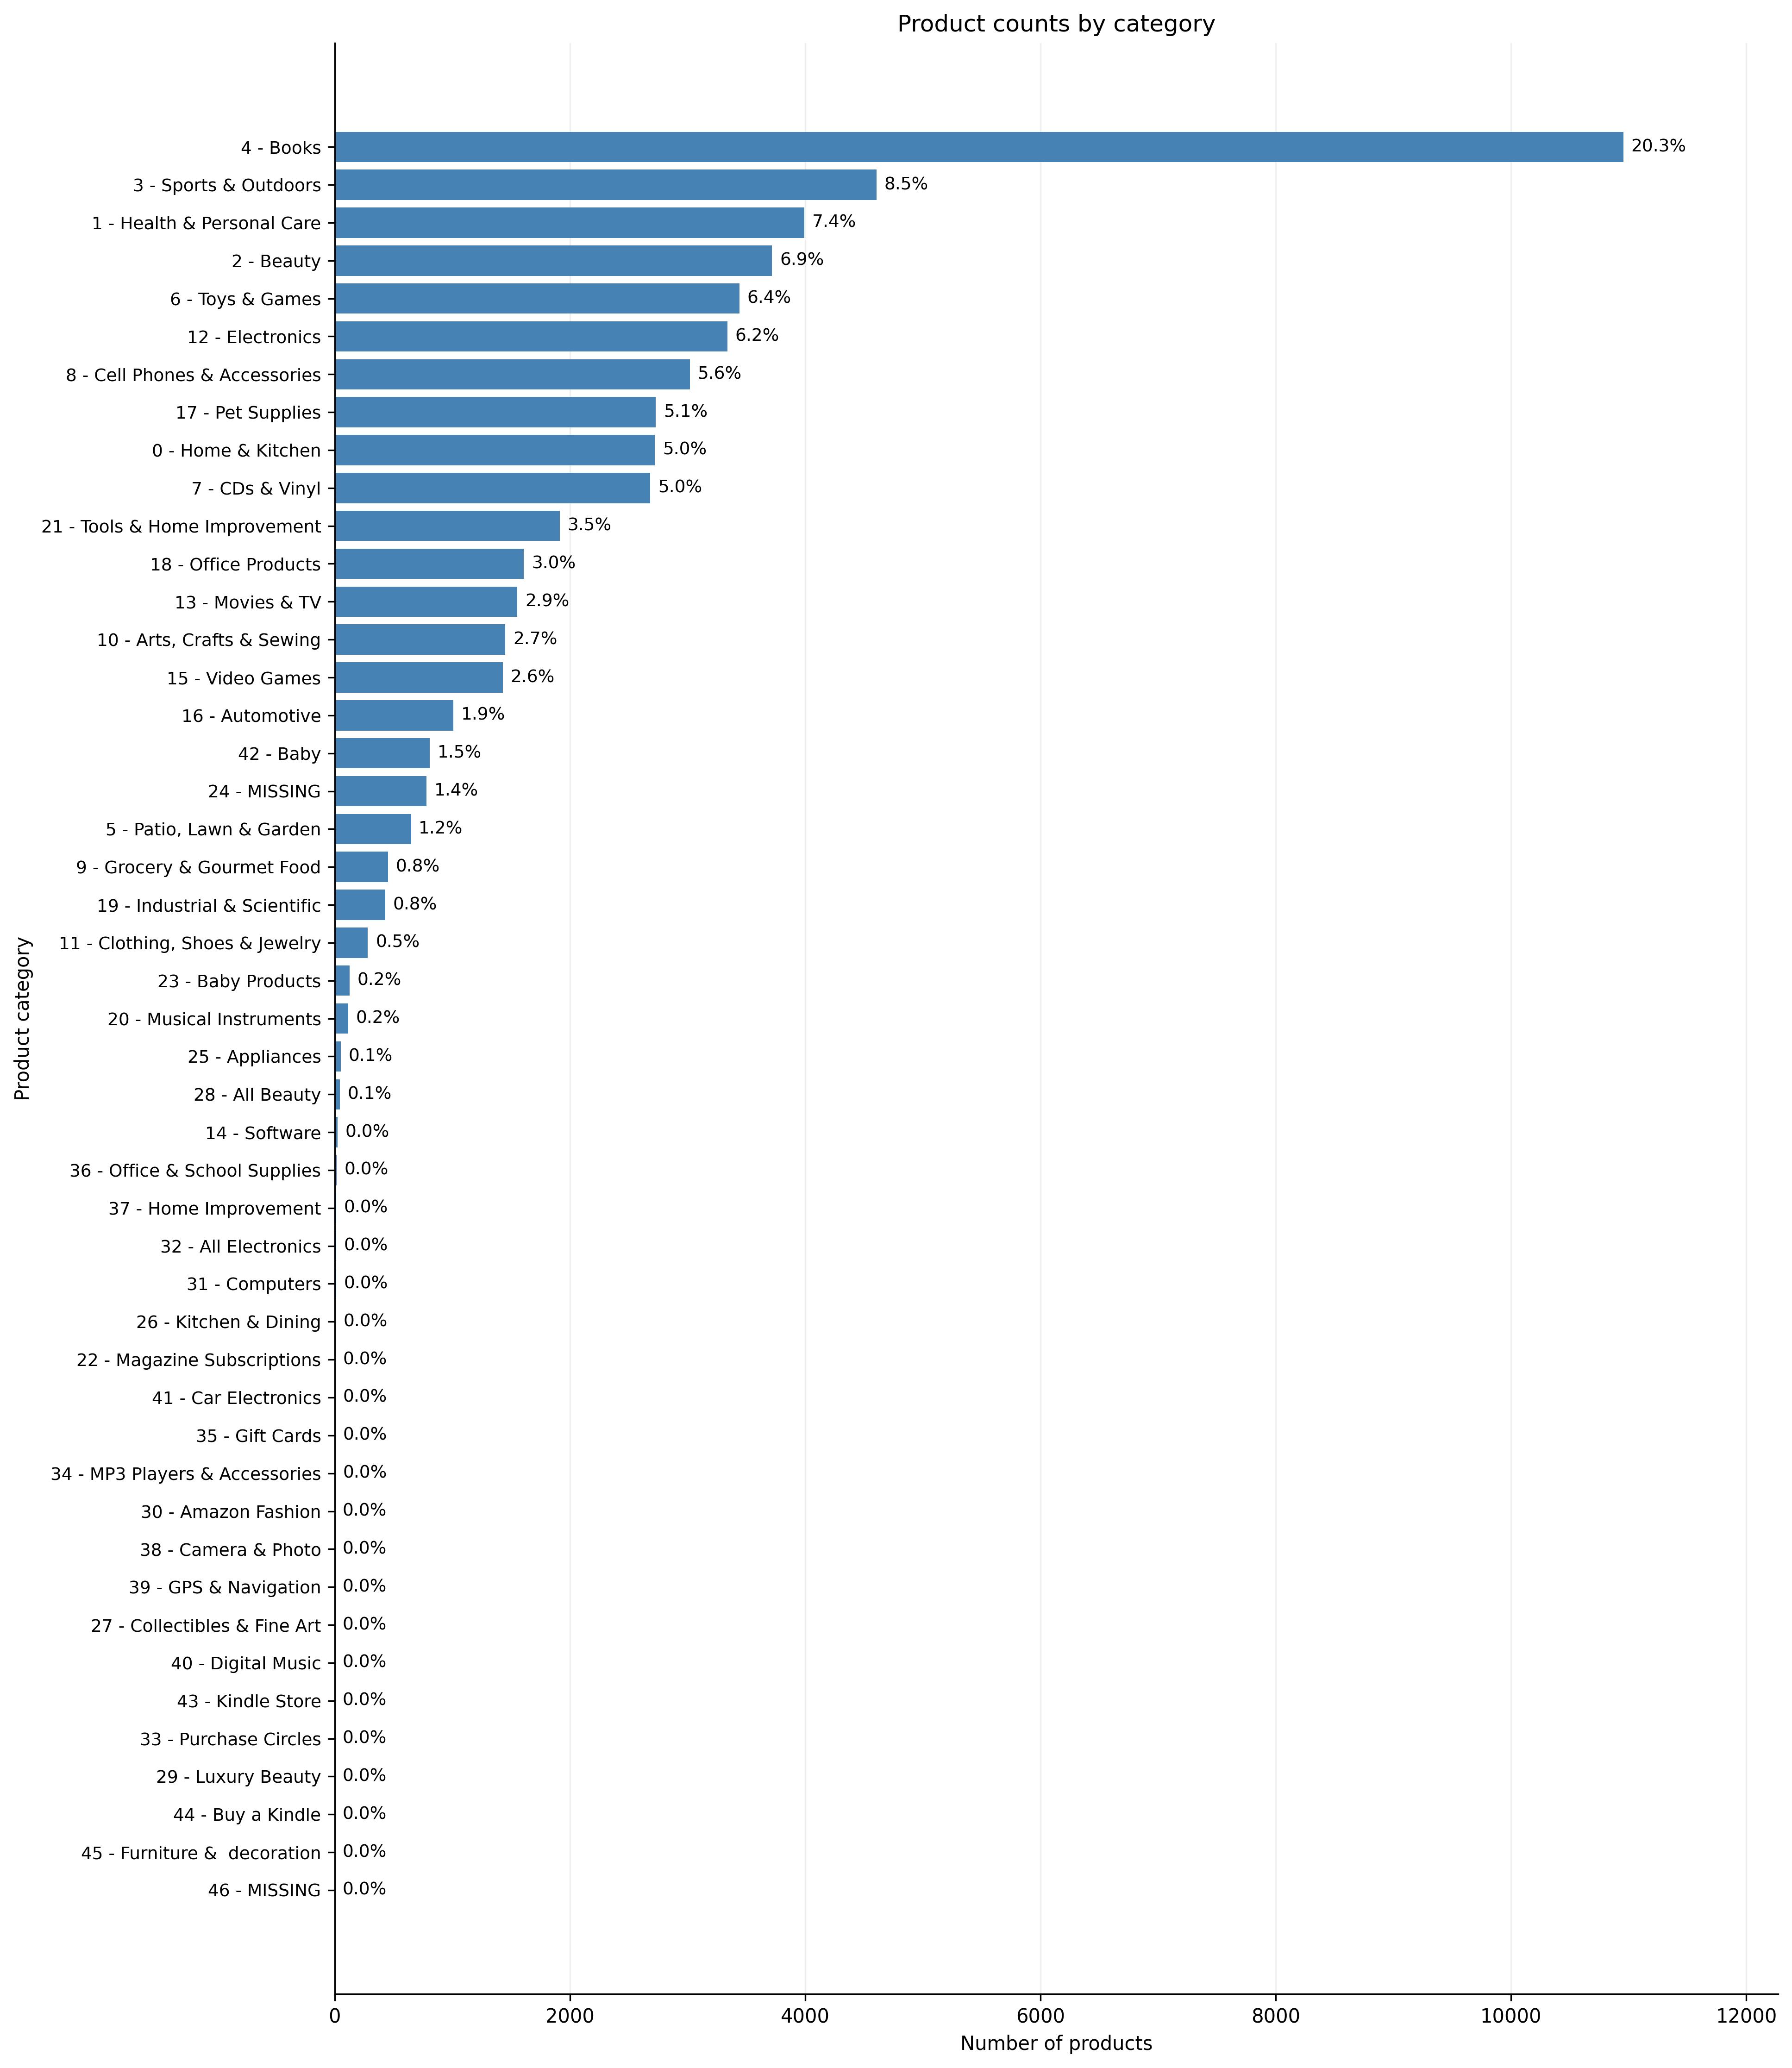 Product counts by category
4 - Books 20.3%
3 - Sports & Outdoors 8.5%
1 - Health & Personal Care 7.4%
2 - Beauty 6.9%
6 - Toys & Games 6.4%
12 - Electronics 6.2%
8 - Cell Phones & Accessories 5.6%
17 - Pet Supplies 5.1%
0 - Home & Kitchen 5.0%
7 - CDs & Vinyl 5.0%
21 - Tools & Home Improvement 3.5%
18 - Office Products 3.0%
13 - Movies & TV 2.9%
10 - Arts, Crafts & Sewing 2.7%
15 - Video Games 2.6%
16 - Automotive 1.9%
42 - Baby 1.5%
24 - MISSING 1.4%
5 - Patio, Lawn & Garden 1.2%
9 - Grocery & Gourmet Food 0.8%
19 - Industrial & Scientific 0.8%
11 - Clothing, Shoes & Jewelry 0.5%
23 - Baby Products 0.2%
20 - Musical Instruments 0.2%
25 - Appliances 0.1%
28 - All Beauty 0.1%
14 - Software 0.0%
36 - Office & School Supplies 0.0%
37 - Home Improvement 0.0%
32 - All Electronics 0.0%
31 - Computers 0.0%
26 - Kitchen & Dining 0.0%
22 - Magazine Subscriptions 0.0%
41 - Car Electronics 0.0%
35 - Gift Cards 0.0%
34 - MP3 Players & Accessories 0.0%
30 - Amazon Fashion 0.0%
38 - Camera & Photo 0.0%
39 - GPS & Navigation 0.0%
27 - Collectibles & Fine Art 0.0%
40 - Digital Music 0.0%
43 - Kindle Store 0.0%
33 - Purchase Circles 0.0%
29 - Luxury Beauty 0.0%
44 - Buy a Kindle 0.0%
45 - Furniture &  decoration 0.0%
46 - MISSING 0.0%
Product category
0 2000 4000 6000 8000 10000 12000
Number of products